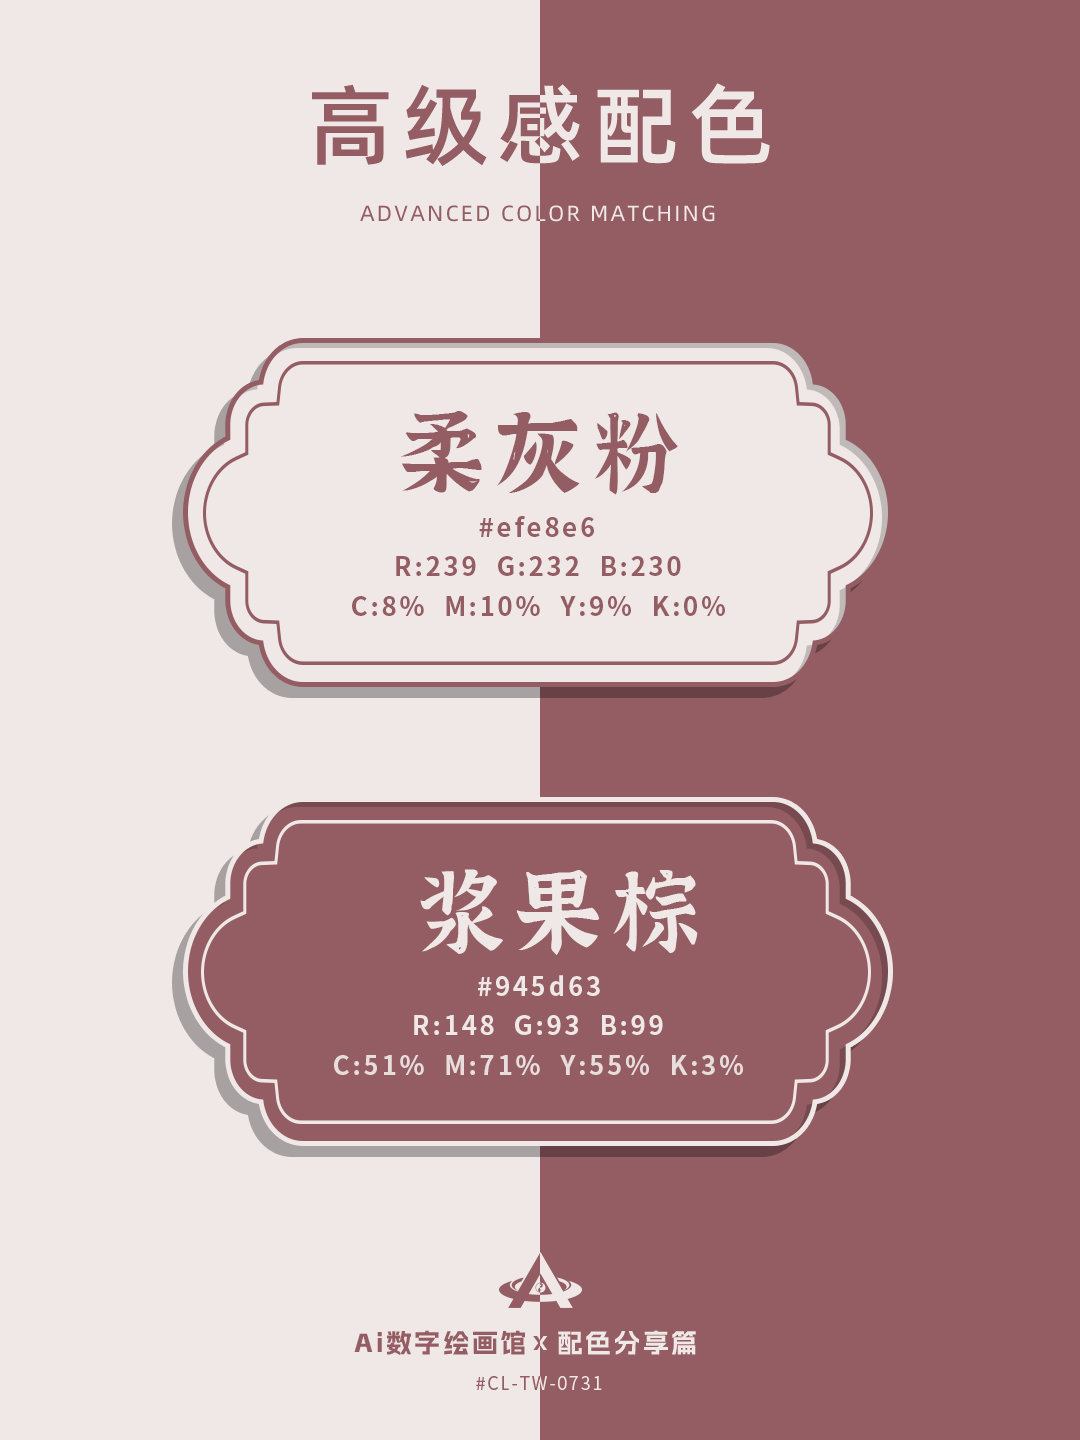 高级感配色
ADVANCED COLOR MATCHING
柔灰粉
#efe8e6
R:239 G:232 B:230
C:8% M:10% Y:9% K:0%
浆果棕
#945d63
R:148 G:93 B:99
C:51% M:71% Y:55% K:3%
Ai数字绘画馆 x 配色分享篇
#CL-TW-0731